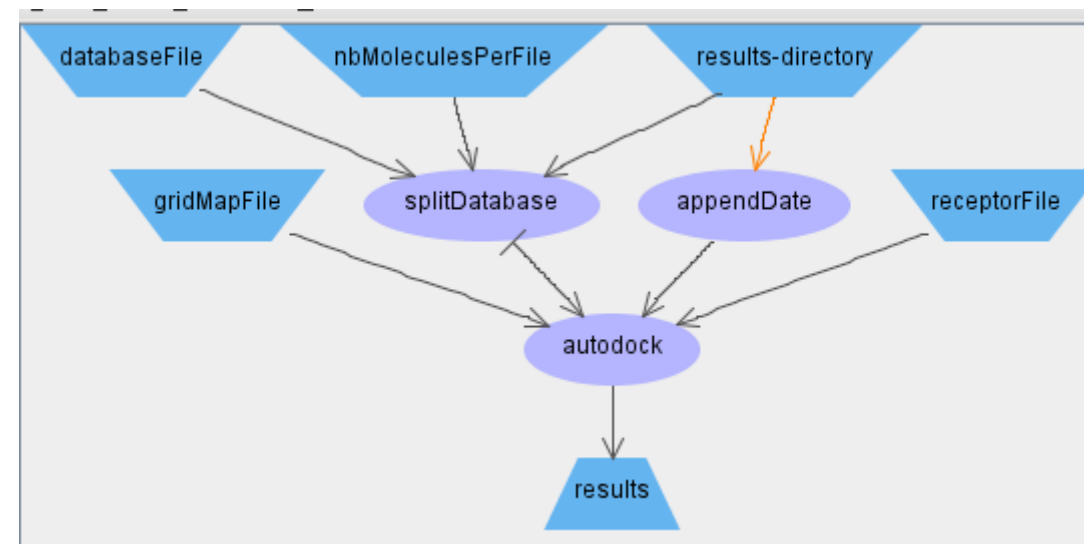 databaseFile
nbMoleculesPerFile
results-directory
gridMapFile
splitDatabase
appendDate
receptorFile
autodock
results